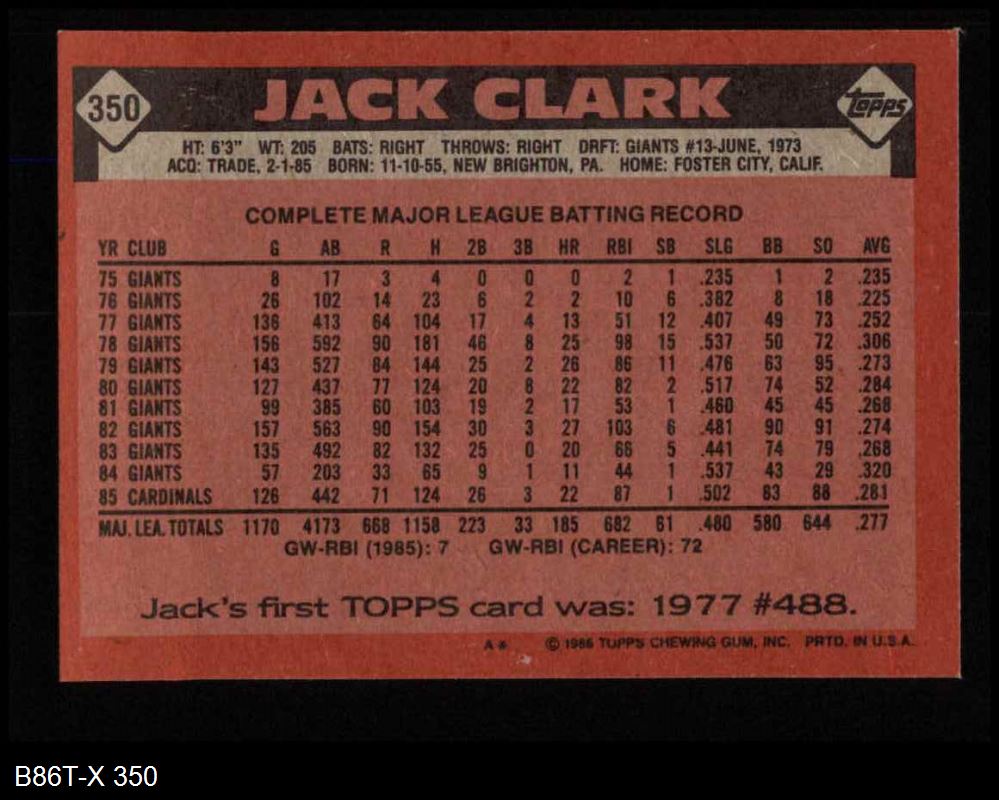 350 JACK CLARK TOPPS
HT: 6'3" WT: 205 BATS: RIGHT THROWS: RIGHT DRFT: GIANTS #13-JUNE, 1973
ACQ: TRADE, 2-1-85 BORN: 11-10-55, NEW BRIGHTON, PA. HOME: FOSTER CITY, CALIF.
COMPLETE MAJOR LEAGUE BATTING RECORD
YR CLUB G AB R H 2B 3B HR RBI SB SLG BB SO AVG
75 GIANTS 8 17 3 4 0 0 0 2 1 .235 1 2 .235
76 GIANTS 26 102 14 23 6 2 2 10 6 .382 8 18 .225
77 GIANTS 136 413 64 104 17 4 13 51 12 .407 49 73 .252
78 GIANTS 156 592 90 181 46 8 25 98 15 .537 50 72 .306
79 GIANTS 143 527 84 144 25 2 26 86 11 .476 63 95 .273
80 GIANTS 127 437 77 124 20 8 22 82 2 .517 74 52 .284
81 GIANTS 99 385 60 103 19 2 17 53 1 .460 45 45 .268
82 GIANTS 157 563 90 154 30 3 27 103 6 .481 90 91 .274
83 GIANTS 135 492 82 132 25 0 20 66 5 .441 74 79 .268
84 GIANTS 57 203 33 65 9 1 11 44 1 .537 43 29 .320
85 CARDINALS 126 442 71 124 26 3 22 87 1 .502 83 88 .281
MAJ. LEA. TOTALS 1170 4173 668 1158 223 33 185 682 61 .480 580 644 .277
GW-RBI (1985): 7 GW-RBI (CAREER): 72
Jack's first TOPPS card was: 1977 #488.
A * © 1986 TOPPS CHEWING GUM, INC. PRTD. IN U.S.A.
B86T-X 350